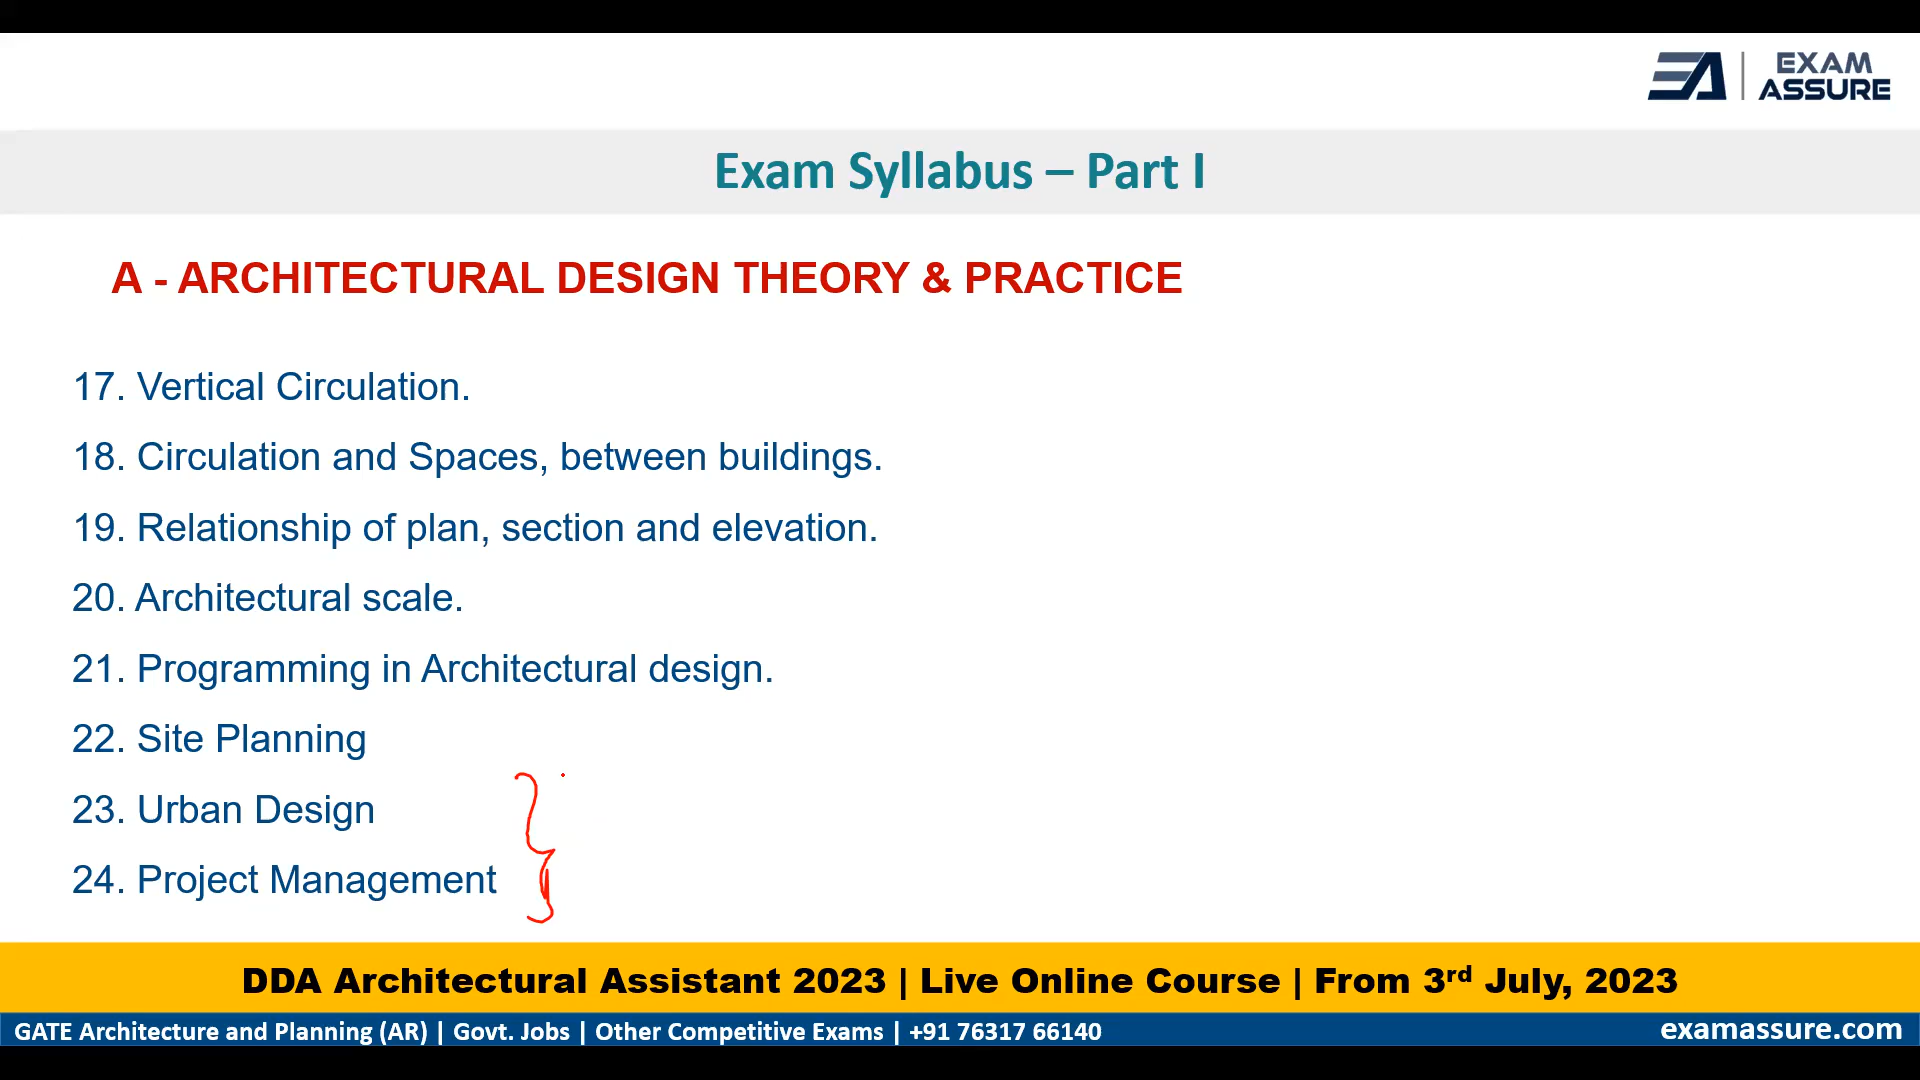 EXAM
ASSURE
Exam Syllabus – Part I
A - ARCHITECTURAL DESIGN THEORY & PRACTICE
17. Vertical Circulation.
18. Circulation and Spaces, between buildings.
19. Relationship of plan, section and elevation.
20. Architectural scale.
21. Programming in Architectural design.
22. Site Planning
23. Urban Design
24. Project Management
DDA Architectural Assistant 2023 | Live Online Course | From 3rd July, 2023
GATE Architecture and Planning (AR) | Govt. Jobs | Other Competitive Exams | +91 76317 66140
examassure.com